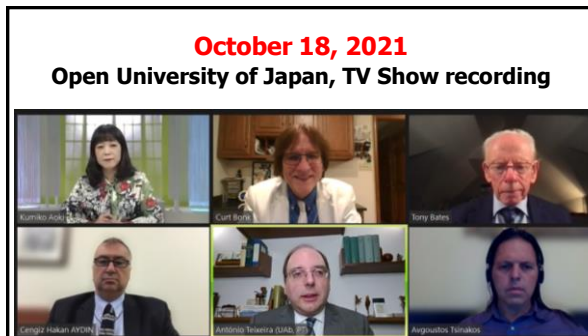 October 18, 2021
Open University of Japan, TV Show recording
Kumiko Aoki
Curt Bonk
Tony Bates
Cengiz Hakan AYDIN
António Teixeira (UAb, PT)
Avgoustos Tsinakos